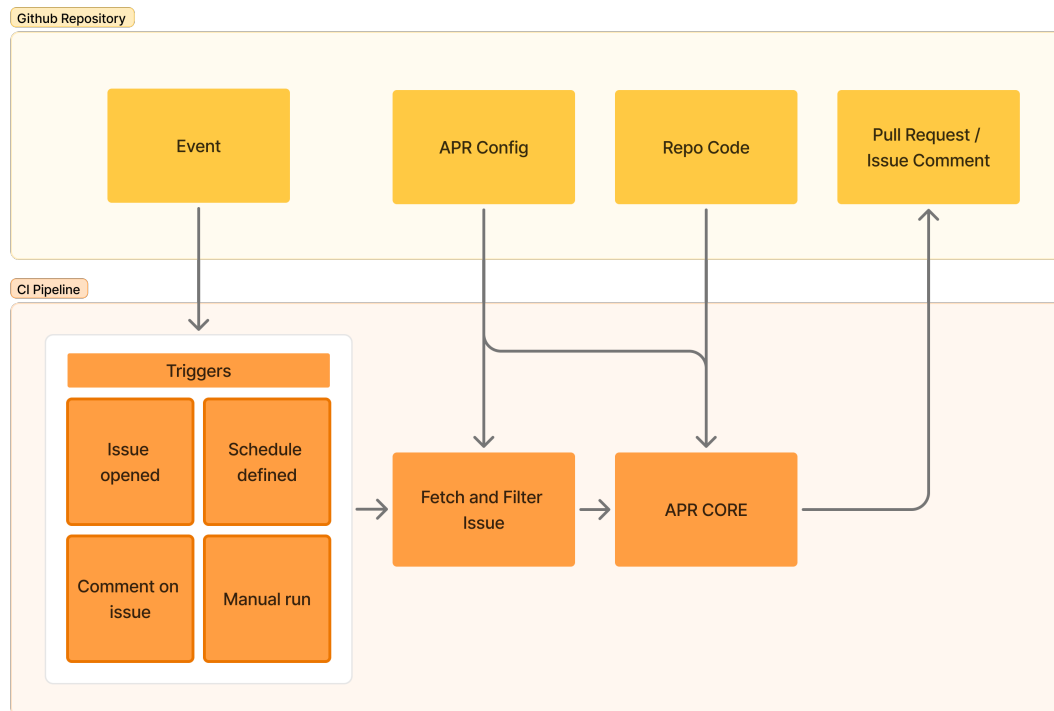 Github Repository
Event
APR Config
Repo Code
Pull Request /
Issue Comment
CI Pipeline
Triggers
Issue
opened
Schedule
defined
Comment on
issue
Manual run
Fetch and Filter
Issue
APR CORE